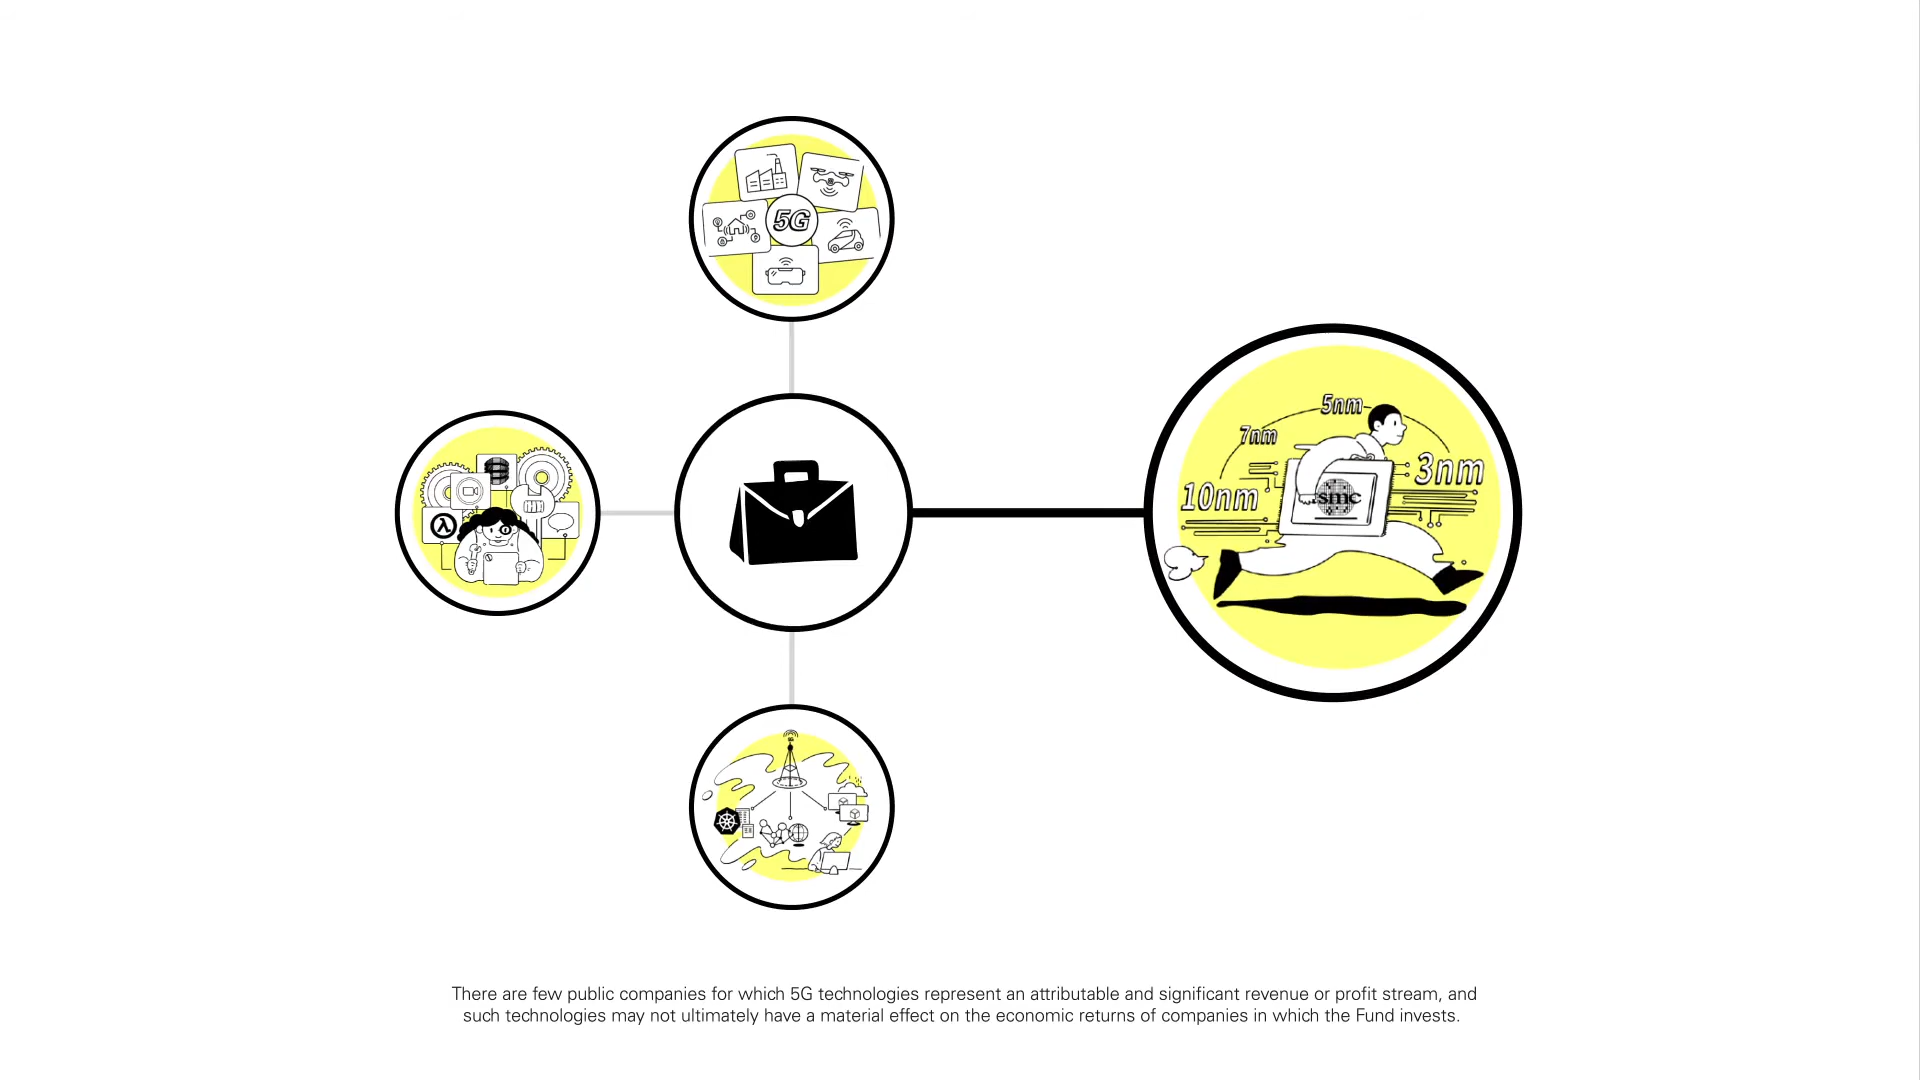 5G
5nm
7nm
3nm
10nm
smc
λ
5G
There are few public companies for which 5G technologies represent an attributable and significant revenue or profit stream, and
such technologies may not ultimately have a material effect on the economic returns of companies in which the Fund invests.